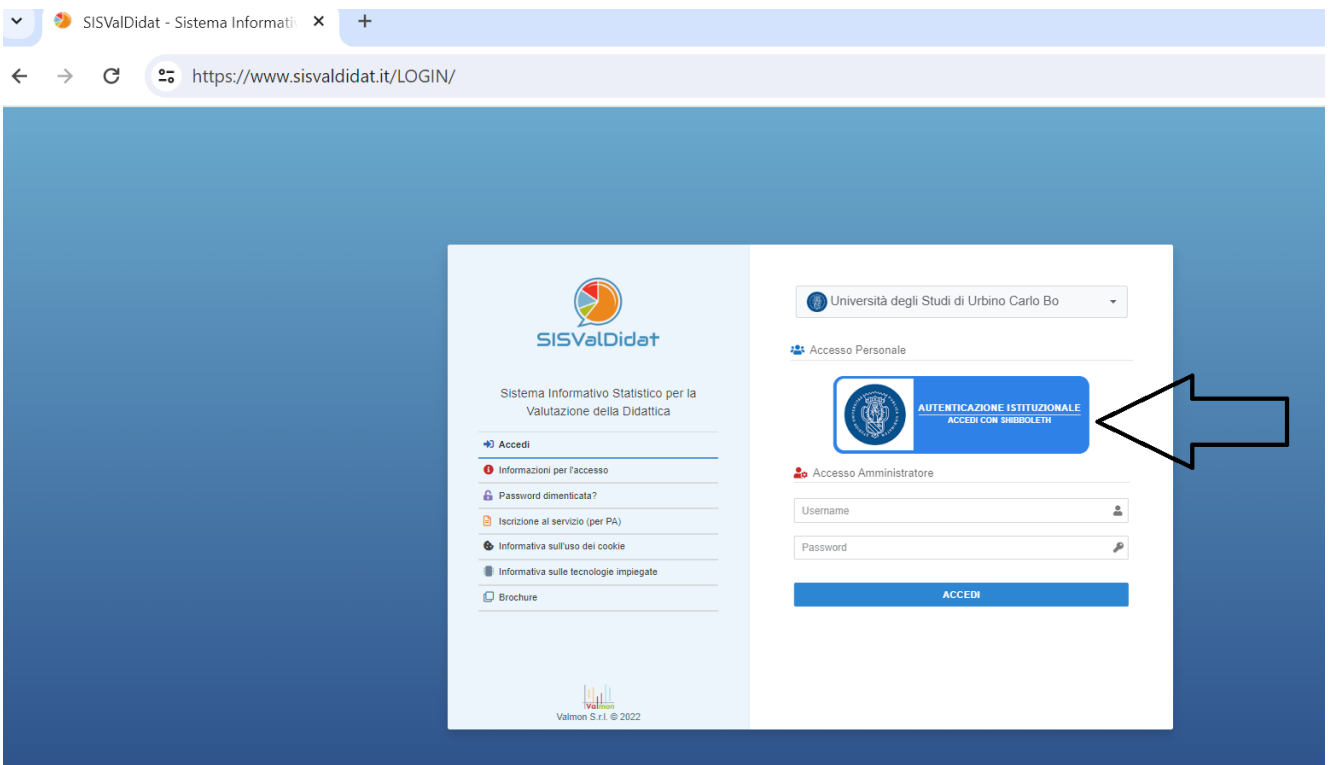 SISValDidat - Sistema Informativ
https://www.sisvaldidat.it/LOGIN/
SISValDidat
Sistema Informativo Statistico per la
Valutazione della Didattica
Accedi
Informazioni per l'accesso
Password dimenticata?
Iscrizione al servizio (per PA)
Informativa sull'uso dei cookie
Informativa sulle tecnologie impiegate
Brochure
Valmon
Valmon S.r.l. © 2022
Università degli Studi di Urbino Carlo Bo
Accesso Personale
AUTENTICAZIONE ISTITUZIONALE
ACCEDI CON SHIBBOLETH
Accesso Amministratore
Username
Password
ACCEDI